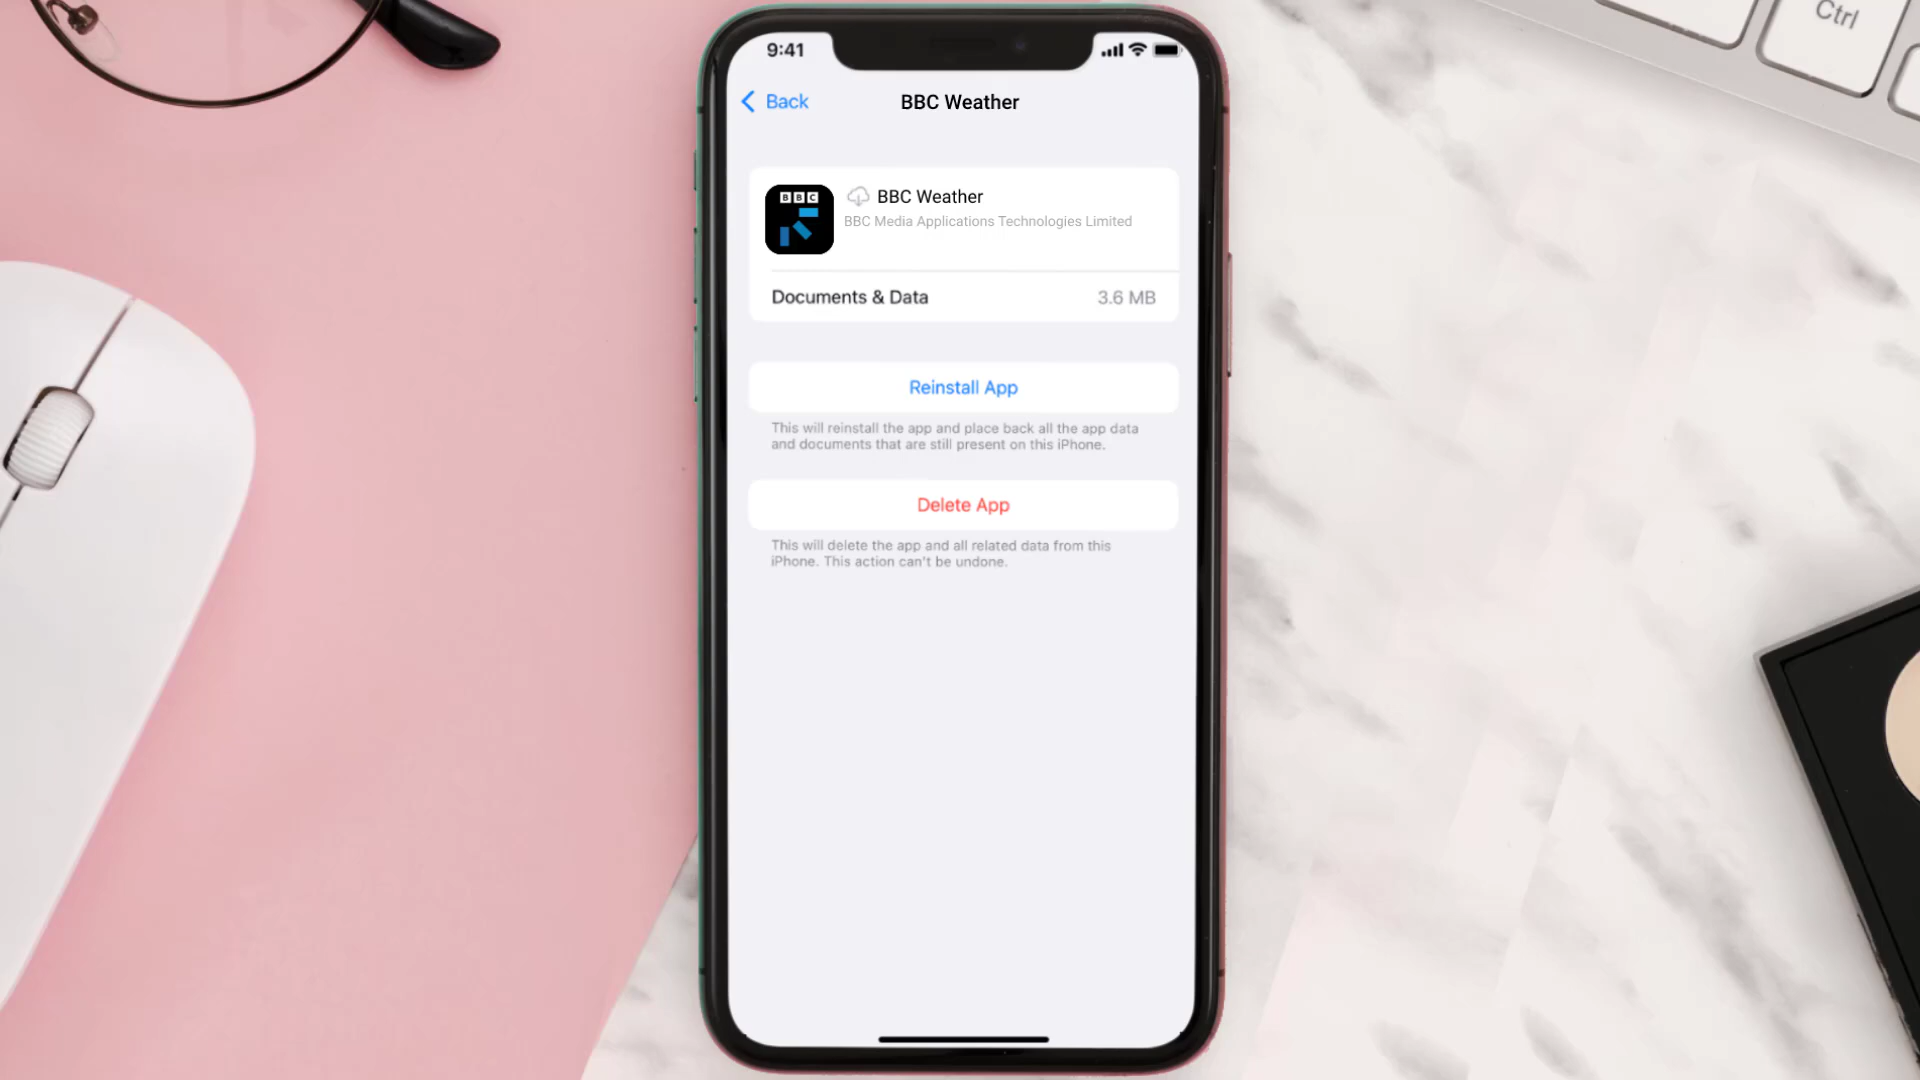 Ctrl
9:41
Back
BBC Weather
BBC
BBC Weather
BBC Media Applications Technologies Limited
Documents & Data
3.6 MB
Reinstall App
This will reinstall the app and place back all the app data
and documents that are still present on this iPhone.
Delete App
This will delete the app and all related data from this
iPhone. This action can't be undone.